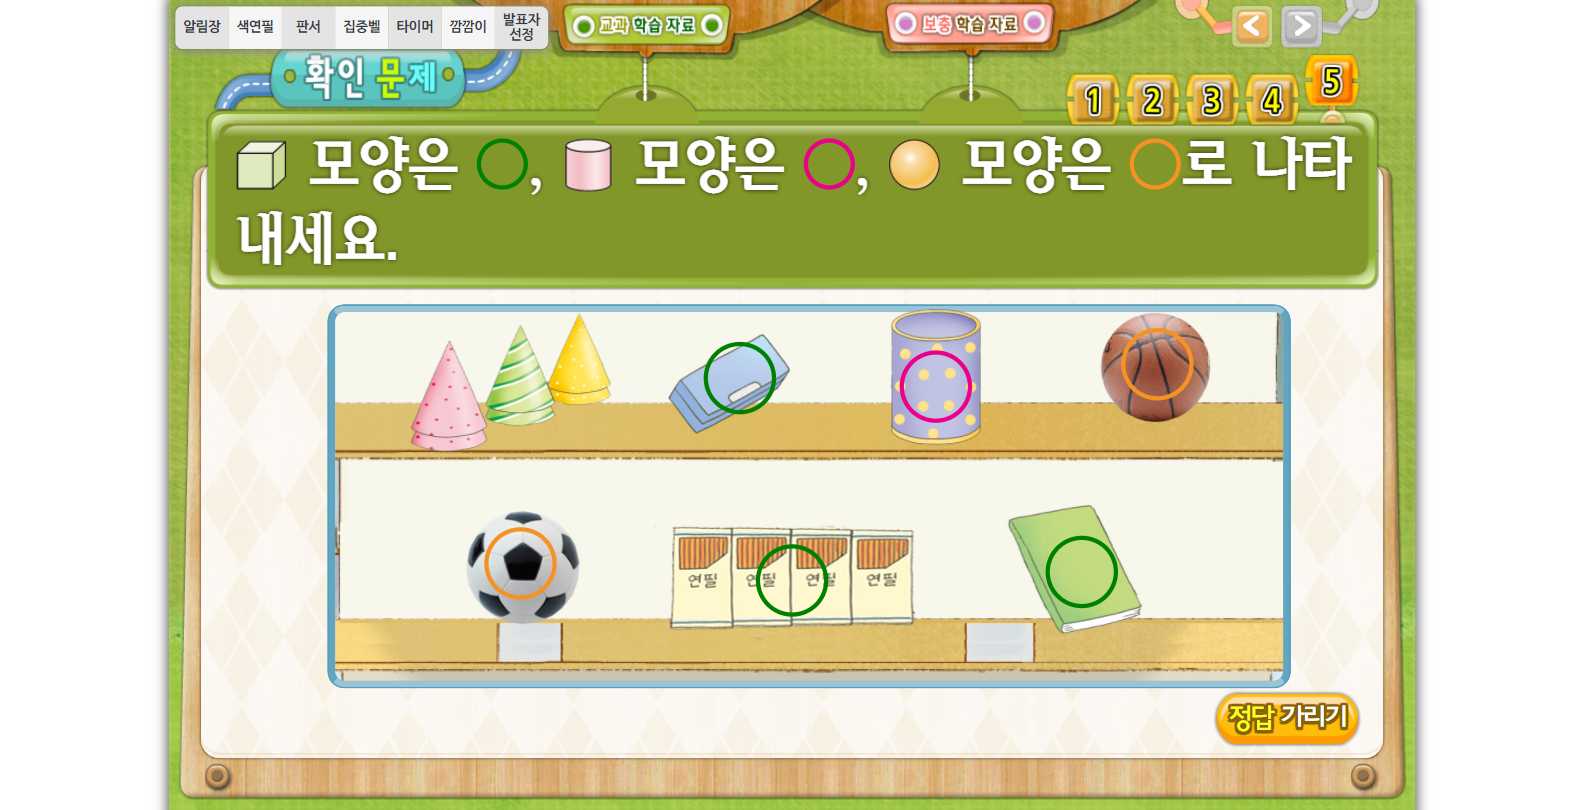 알림장 색연필 판서 집중벨 타이머 깜깜이 발표자 선정
교과 학습 자료
보충 학습 자료
확인 문제
1 2 3 4 5
모양은 , 모양은 , 모양은 로 나타
내세요.
연필 연필 연필 연필
정답 가리기